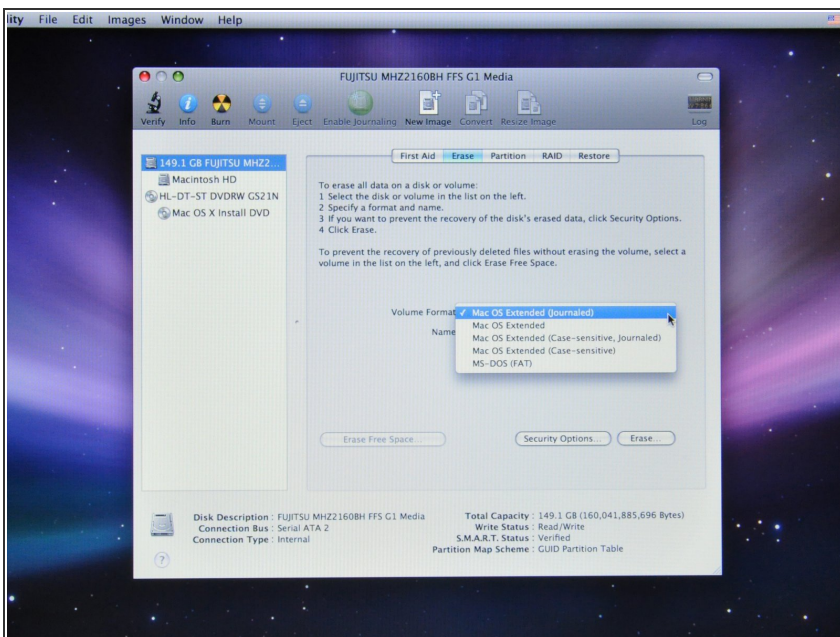 ility File Edit Images Window Help
FUJITSU MHZ2160BH FFS G1 Media
Verify Info Burn Mount Eject Enable Journaling New Image Convert Resize Image Log
First Aid Erase Partition RAID Restore
149.1 GB FUJITSU MHZ2...
Macintosh HD
HL-DT-ST DVDRW GS21N
Mac OS X Install DVD
To erase all data on a disk or volume:
1 Select the disk or volume in the list on the left.
2 Specify a format and name.
3 If you want to prevent the recovery of the disk's erased data, click Security Options.
4 Click Erase.
To prevent the recovery of previously deleted files without erasing the volume, select a
volume in the list on the left, and click Erase Free Space.
Volume Format ✓ Mac OS Extended (Journaled)
Mac OS Extended
Name
Mac OS Extended (Case-sensitive, Journaled)
Mac OS Extended (Case-sensitive)
MS-DOS (FAT)
Erase Free Space... Security Options... Erase...
Disk Description : FUJITSU MHZ2160BH FFS G1 Media
Connection Bus : Serial ATA 2
Connection Type : Internal
Total Capacity : 149.1 GB (160,041,885,696 Bytes)
Write Status : Read/Write
S.M.A.R.T. Status : Verified
Partition Map Scheme : GUID Partition Table
?